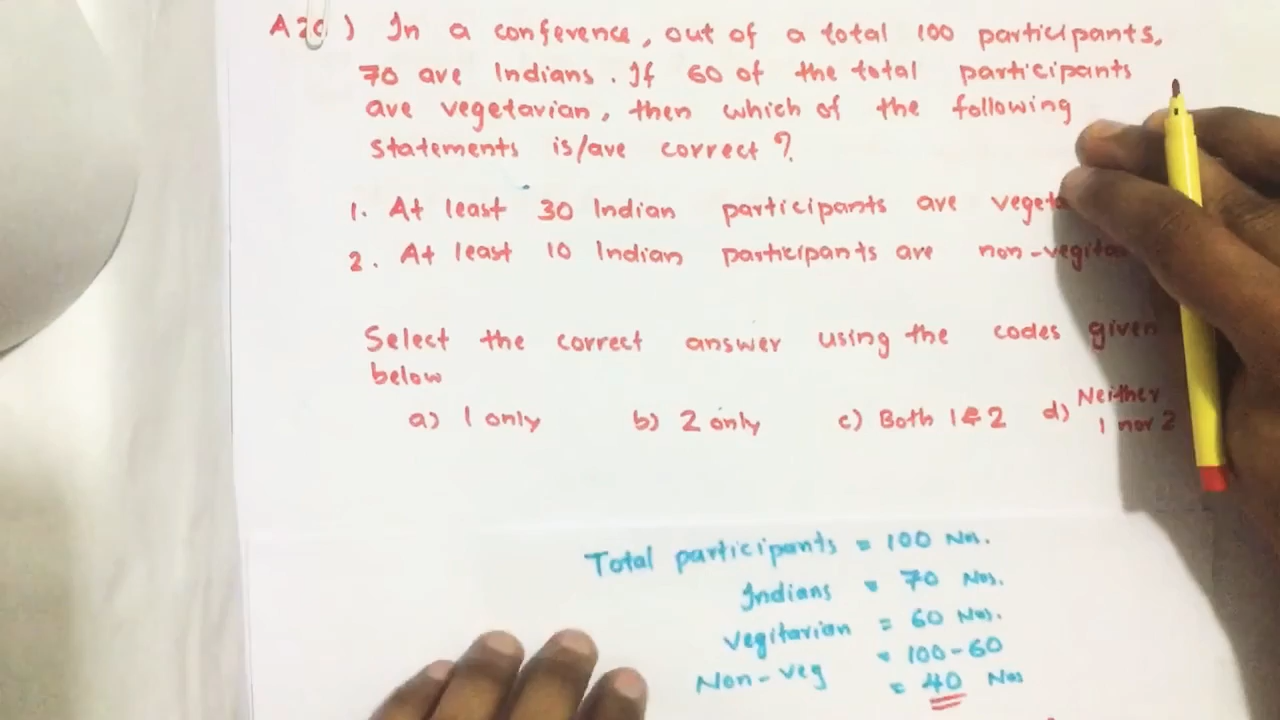 ) In a conference, out of a total 100 participants,
70 are Indians. If 60 of the total participants
are vegetarian, then which of the following
statements is/are correct ?
1. At least 30 Indian participants are
2. At least 10 Indian participants are
Select the correct answer using the codes given
below
a) 1 only b) 2 only c) Both 1 & 2 d) Neither
1 nor 2
Total participants = 100 Nos.
Indians = 70 Nos.
Vegitarian = 60 Nos.
Non-veg = 100-60
= 40 Nos